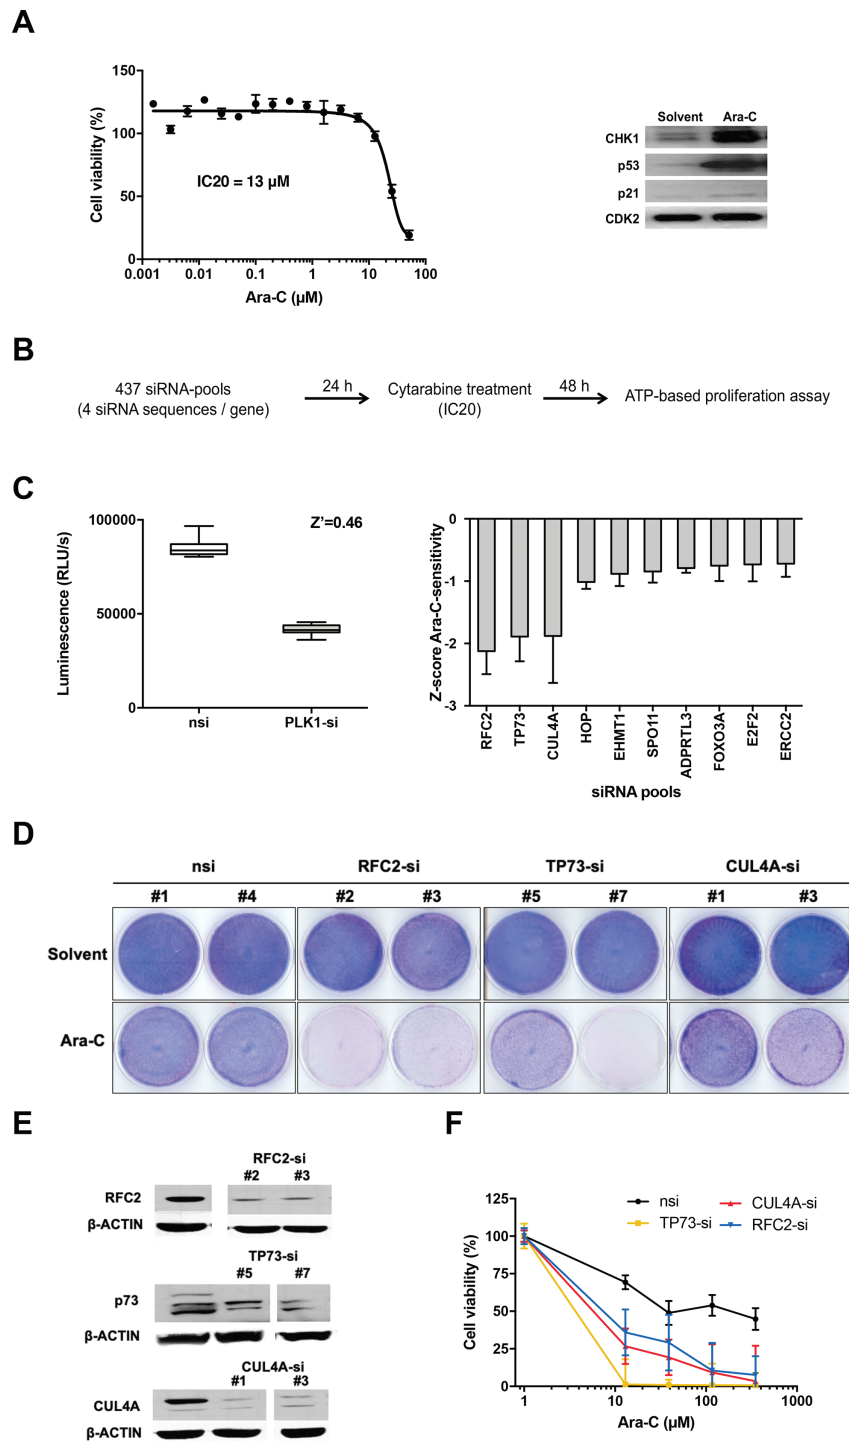 A
150
100
50
0
Cell viability (%)
IC20 = 13 µM
0.001
0.01
0.1
1
10
100
Ara-C (µM)
Solvent
Ara-C
CHK1
p53
p21
CDK2
B
437 siRNA-pools
(4 siRNA sequences / gene)
24 h
Cytarabine treatment
(IC20)
48 h
ATP-based proliferation assay
C
100000
50000
0
Luminescence (RLU/s)
Z’=0.46
nsi
PLK1-si
0
-1
-2
-3
Z-score Ara-C-sensitivity
RFC2
TP73
CUL4A
HOP
EHMT1
SPO11
ADPRTL3
FOXO3A
E2F2
ERCC2
siRNA pools
D
nsi
RFC2-si
TP73-si
CUL4A-si
#1
#4
#2
#3
#5
#7
#1
#3
Solvent
Ara-C
E
RFC2-si
#2
#3
RFC2
β-ACTIN
TP73-si
#5
#7
p73
β-ACTIN
CUL4A-si
#1
#3
CUL4A
β-ACTIN
F
nsi
TP73-si
CUL4A-si
RFC2-si
125
100
75
50
25
0
Cell viability (%)
1
10
100
1000
Ara-C (µM)